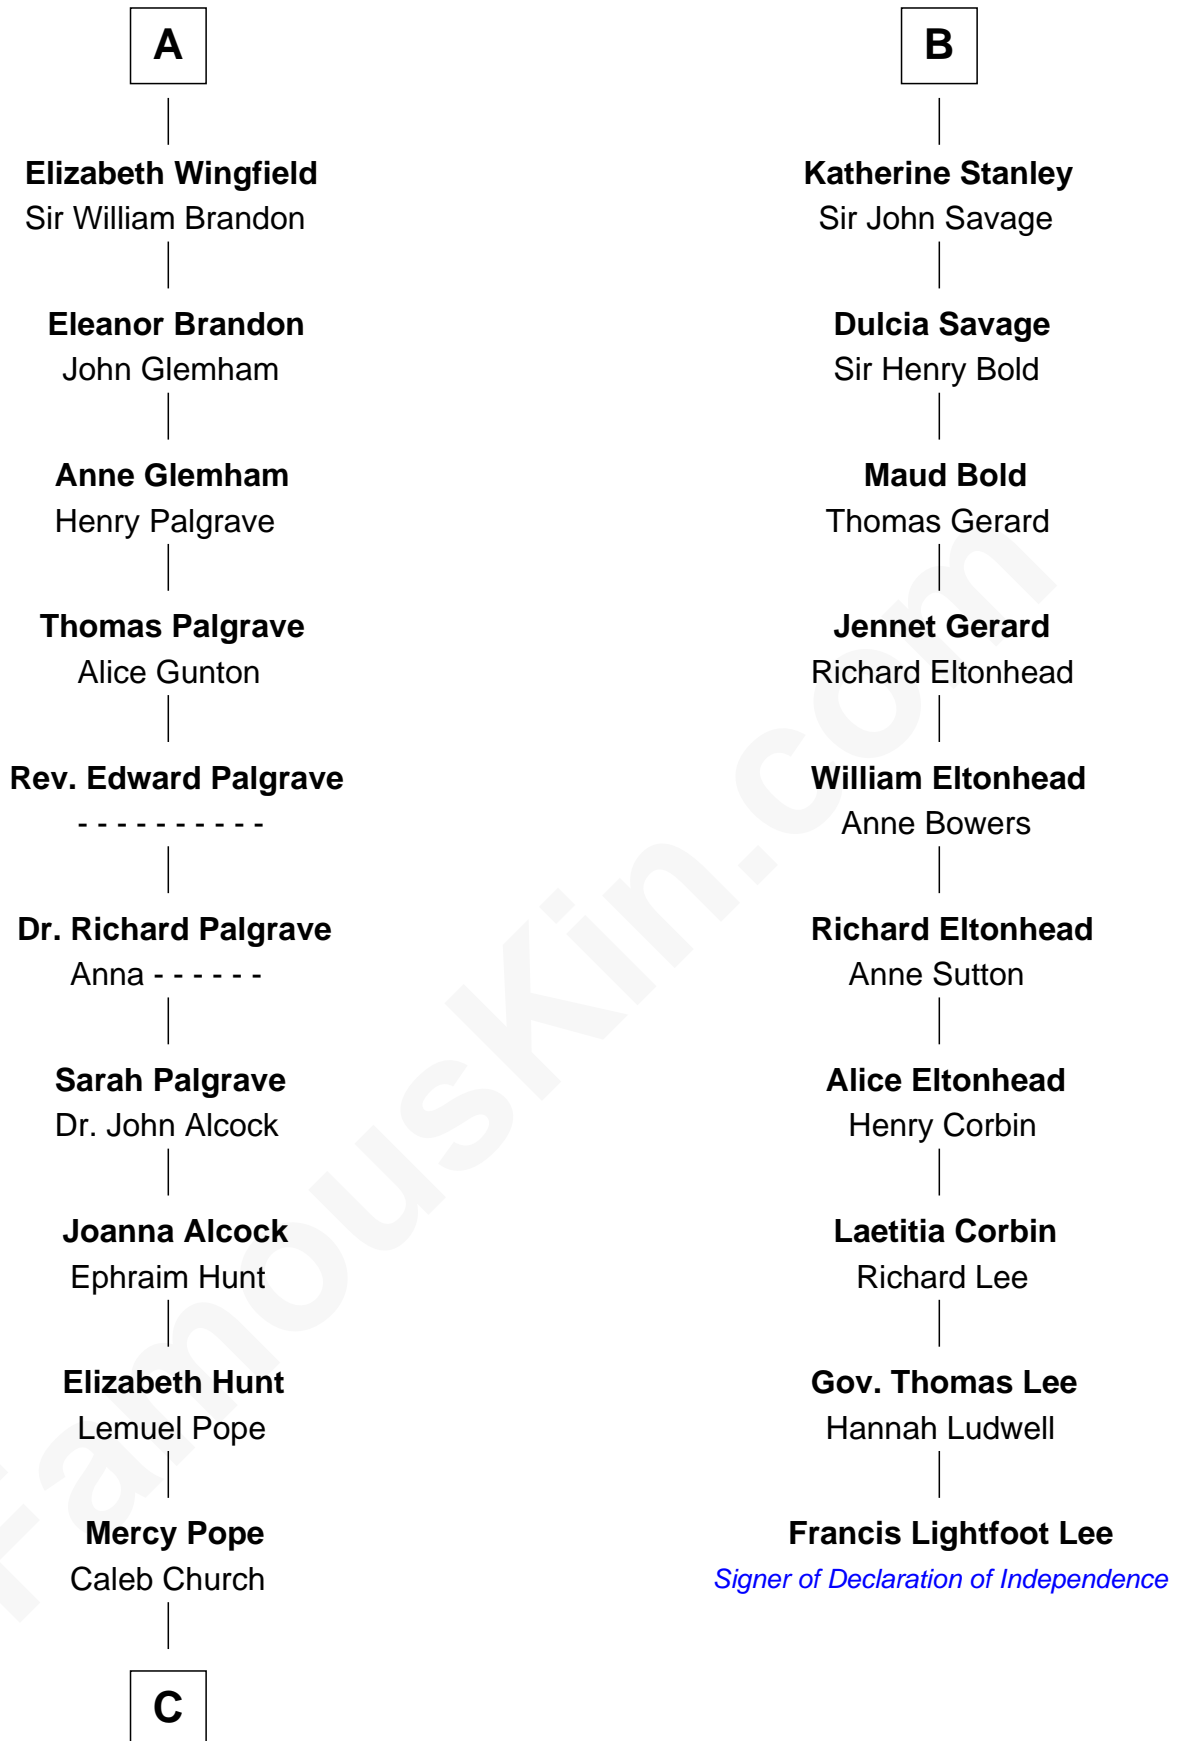 A
Elizabeth Wingfield
Sir William Brandon
Eleanor Brandon
John Glemham
Anne Glemham
Henry Palgrave
Thomas Palgrave
Alice Gunton
Rev. Edward Palgrave
- - - - - - - - - -
Dr. Richard Palgrave
Anna - - - - - -
Sarah Palgrave
Dr. John Alcock
Joanna Alcock
Ephraim Hunt
Elizabeth Hunt
Lemuel Pope
Mercy Pope
Caleb Church
C
B
Katherine Stanley
Sir John Savage
Dulcia Savage
Sir Henry Bold
Maud Bold
Thomas Gerard
Jennet Gerard
Richard Eltonhead
William Eltonhead
Anne Bowers
Richard Eltonhead
Anne Sutton
Alice Eltonhead
Henry Corbin
Laetitia Corbin
Richard Lee
Gov. Thomas Lee
Hannah Ludwell
Francis Lightfoot Lee
Signer of Declaration of Independence
FamousKin.com